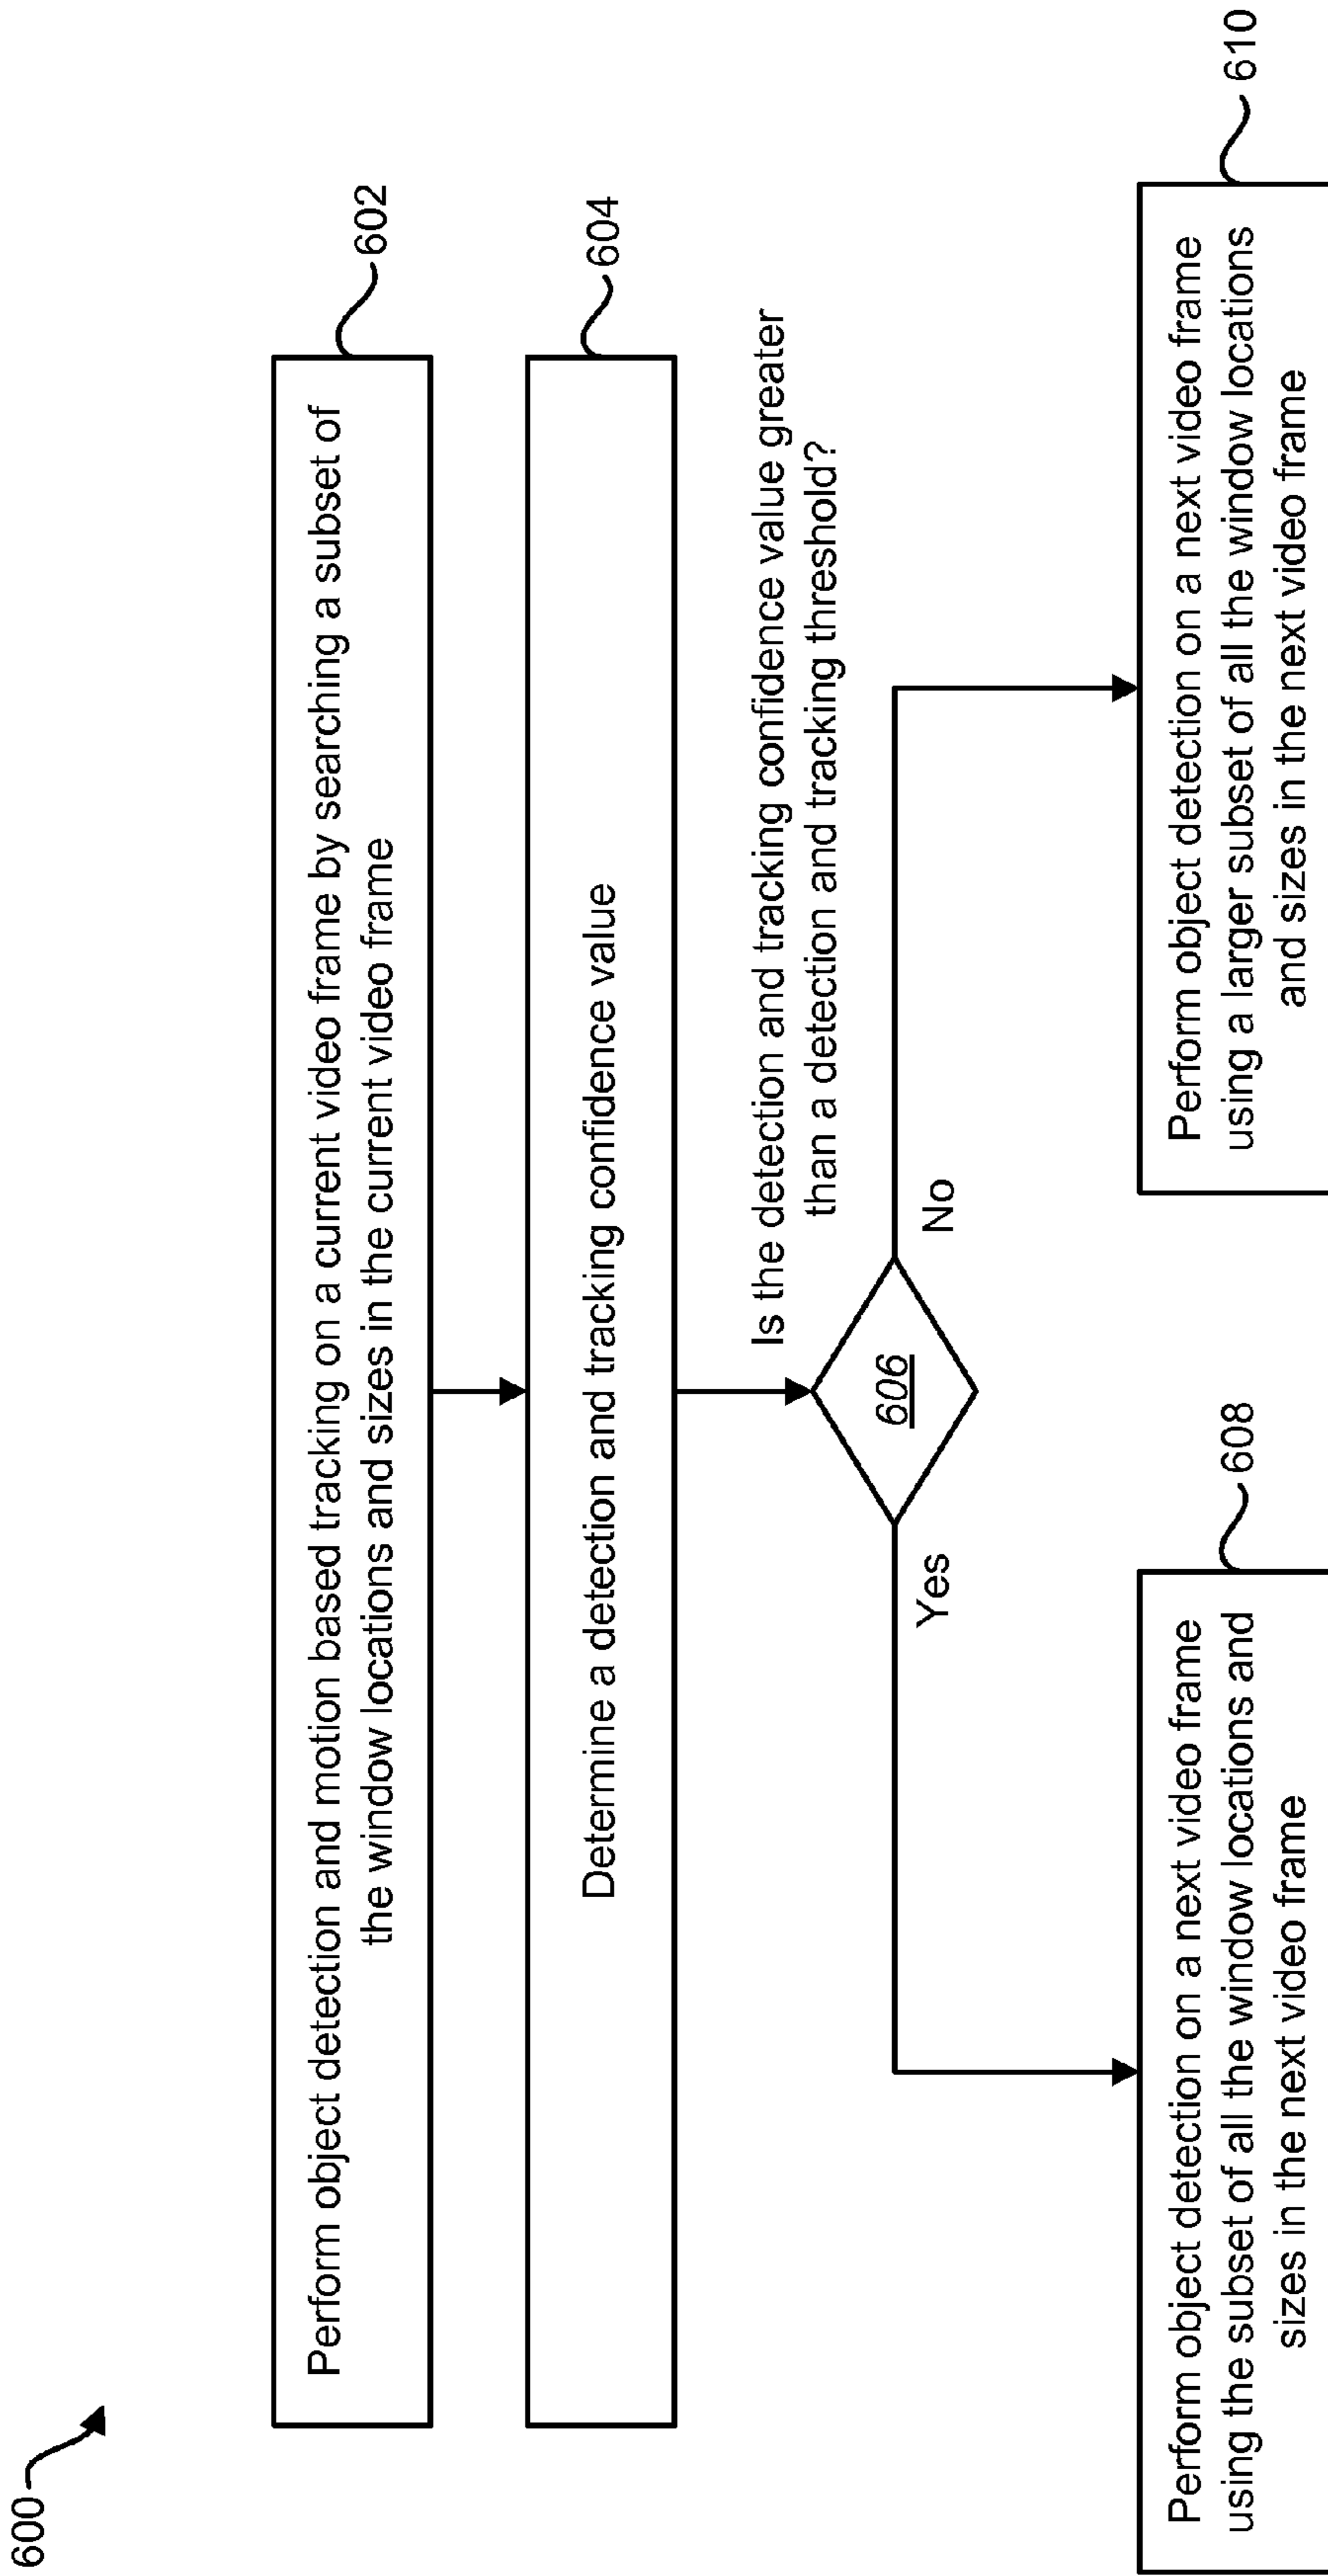 600
Perform object detection and motion based tracking on a current video frame by searching a subset of
the window locations and sizes in the current video frame
602
Determine a detection and tracking confidence value
604
Is the detection and tracking confidence value greater
than a detection and tracking threshold?
606
Yes
No
Perform object detection on a next video frame
using the subset of all the window locations and
sizes in the next video frame
608
Perform object detection on a next video frame
using a larger subset of all the window locations
and sizes in the next video frame
610